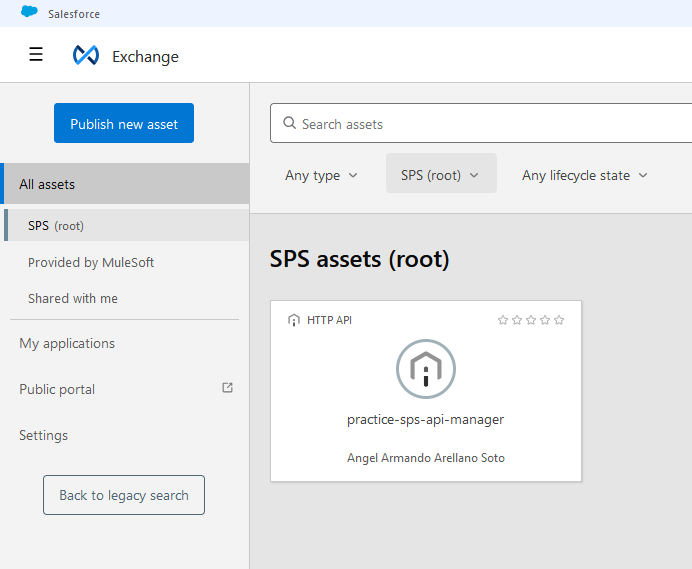 Salesforce
Exchange
Publish new asset
All assets
SPS (root)
Provided by MuleSoft
Shared with me
My applications
Public portal
Settings
Back to legacy search
Search assets
Any type
SPS (root)
Any lifecycle state
SPS assets (root)
HTTP API
practice-sps-api-manager
Angel Armando Arellano Soto